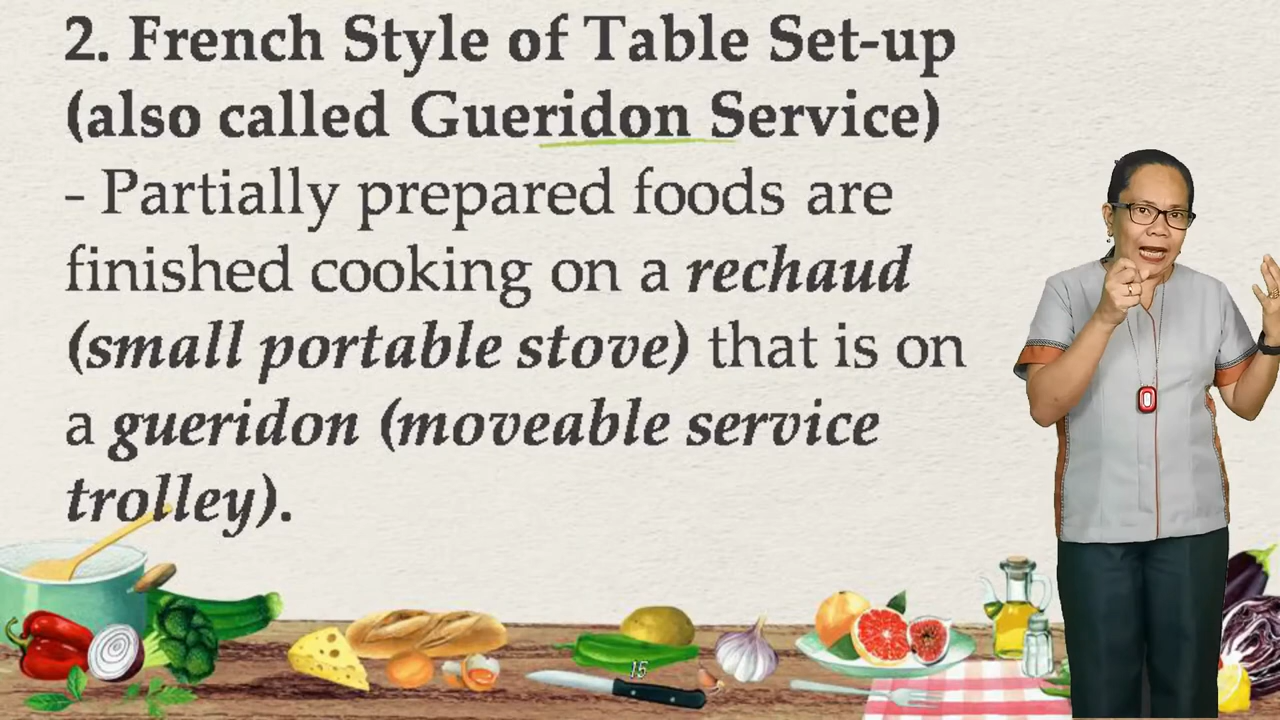 2. French Style of Table Set-up
(also called Gueridon Service)
- Partially prepared foods are
finished cooking on a rechaud
(small portable stove) that is on
a gueridon (moveable service
trolley).
15